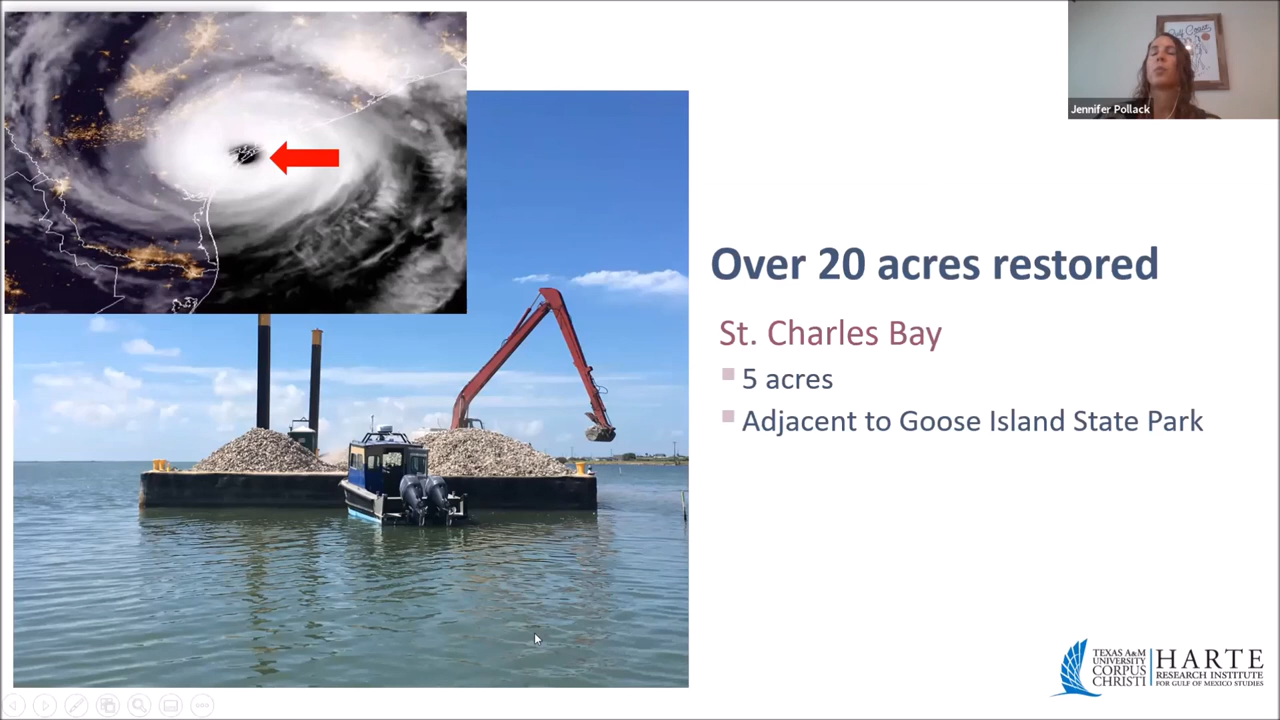 Jennifer Pollack
Over 20 acres restored
St. Charles Bay
5 acres
Adjacent to Goose Island State Park
TEXAS A&M
UNIVERSITY
CORPUS
CHRISTI
HARTE
RESEARCH INSTITUTE
FOR GULF OF MEXICO STUDIES